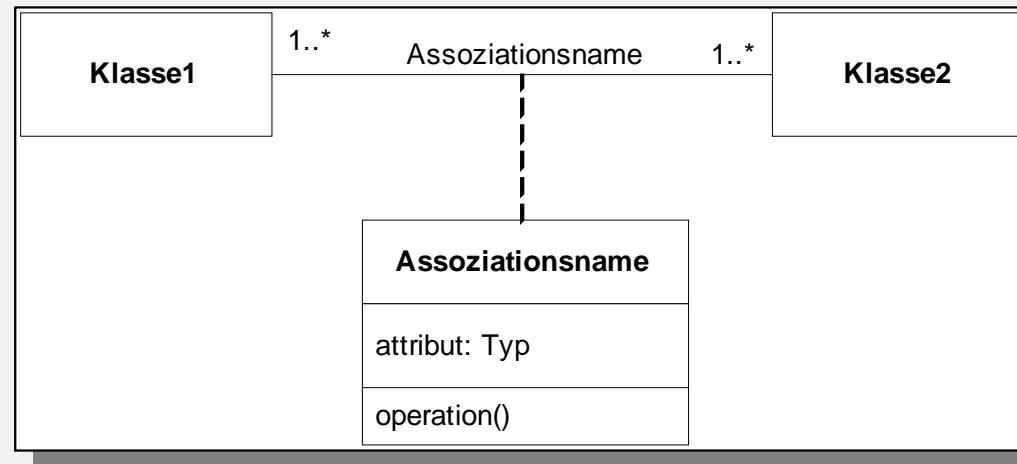 Klasse1
1..*
Assoziationsname
1..*
Klasse2
Assoziationsname
attribut: Typ
operation()